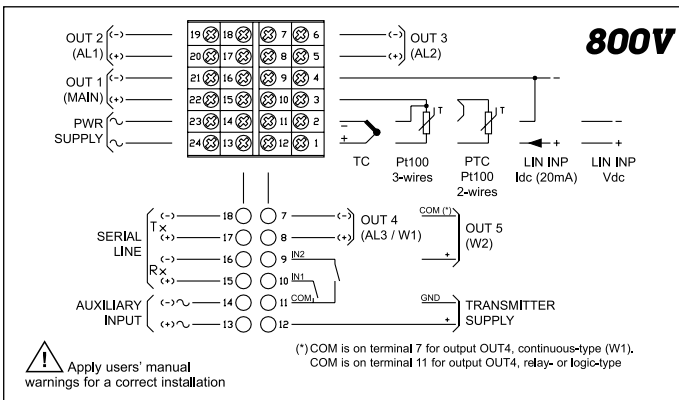 800V
OUT 2 (-) 19 18 7 6 (-) OUT 3
(AL1) (+) 20 17 8 5 (+) (AL2)
OUT 1 (-) 21 16 9 4 -
(MAIN) (+) 22 15 10 3
PWR 23 14 11 2 - T T
SUPPLY 24 13 12 1 + + +
TC Pt100 PTC LIN INP LIN INP
3-wires Pt100 Idc (20mA) Vdc
2-wires
(-) 18 7 (-) OUT 4 COM (*)
Tx (+) 17 8 (+) (AL3 / W1) OUT 5
SERIAL (W2)
LINE (-) 16 9 IN2 +
Rx (+) 15 10 IN1
AUXILIARY (-) 14 11 COM GND TRANSMITTER
INPUT (+) 13 12 + SUPPLY
(*) COM is on terminal 7 for output OUT4, continuous-type (W1).
COM is on terminal 11 for output OUT4, relay- or logic-type
! Apply users' manual
warnings for a correct installation